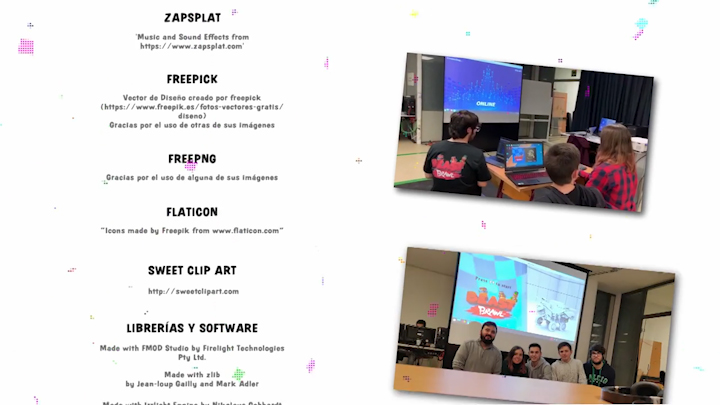 ZAPSPLAT
'Music and Sound Effects from
https://www.zapsplat.com'
FREEPICK
Vector de Diseño creado por freepick
(https://www.freepik.es/fotos-vectores-gratis/
diseno)
Gracias por el uso de otras de sus imágenes
FREEPNG
Gracias por el uso de alguna de sus imágenes
FLATICON
"Icons made by Freepik from www.flaticon.com"
SWEET CLIP ART
http://sweetclipart.com
LIBRERÍAS Y SOFTWARE
Made with FMOD Studio by Firelight Technologies
Pty Ltd.
Made with zlib
by Jean-loup Gailly and Mark Adler
ONLINE